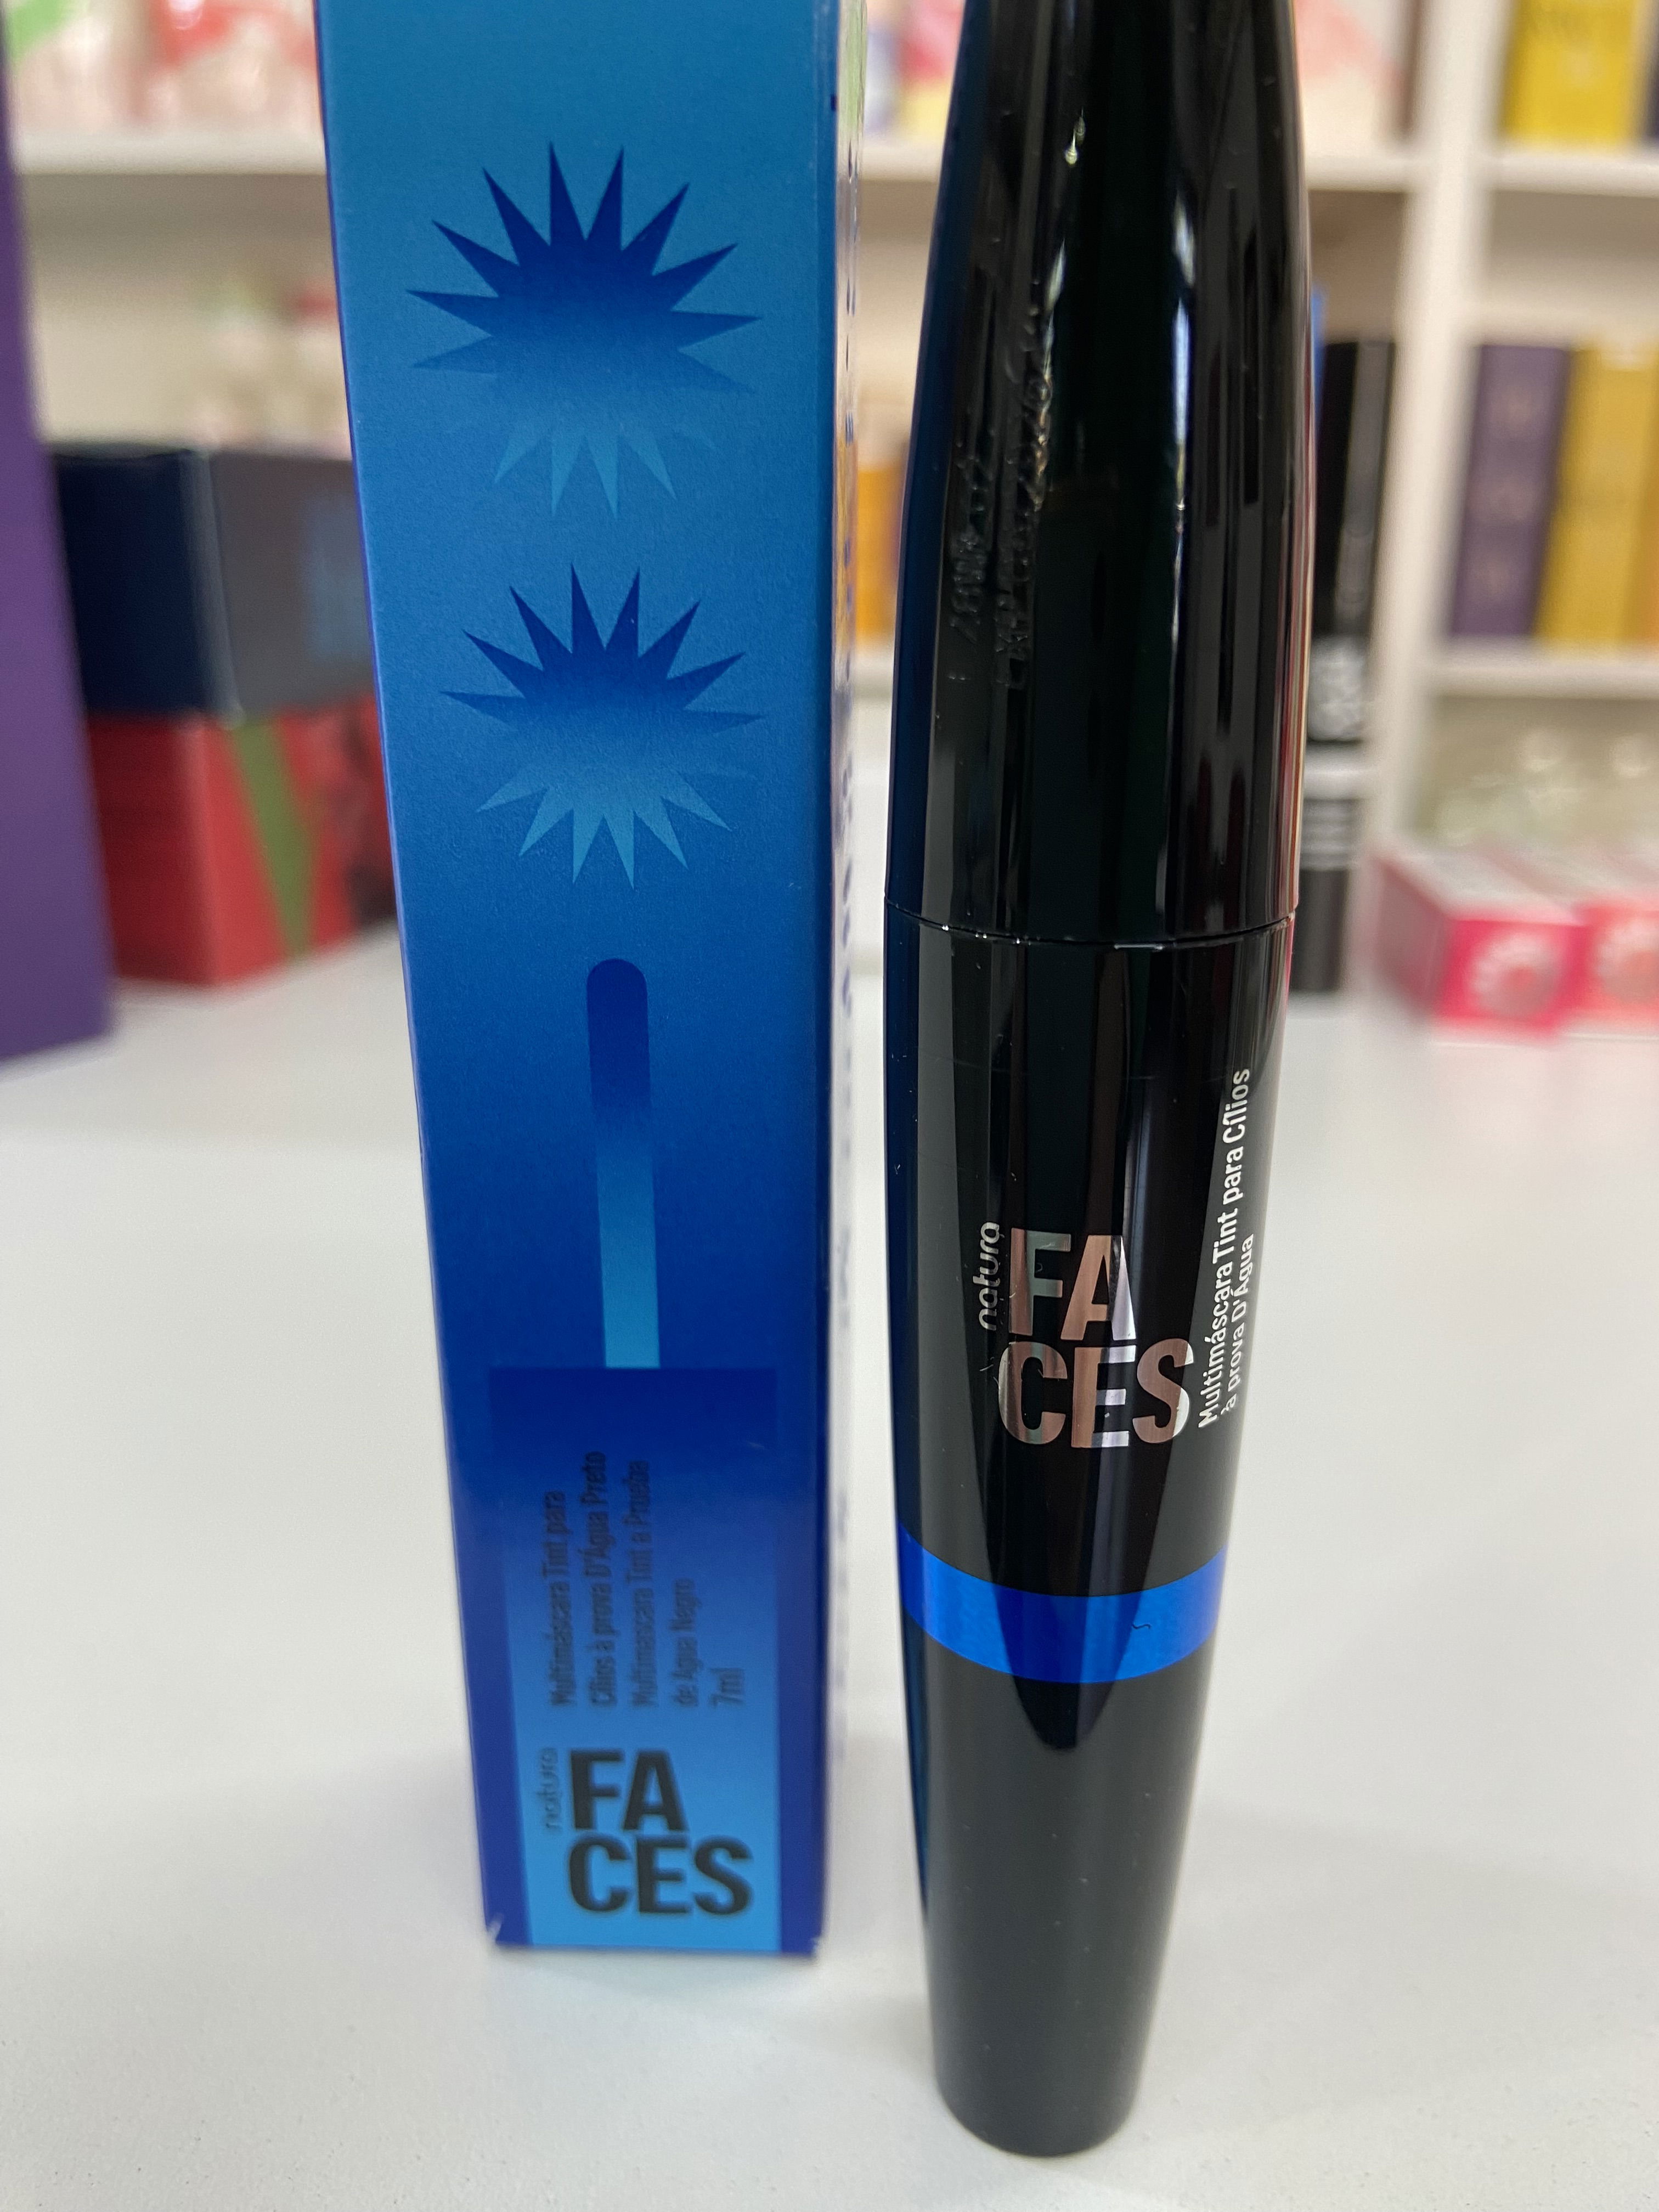 Multimáscara Tint para
Cílios à prova D'Água Preto
Multimascara Tint a Prueba
de Agua Negro
7ml
natura
FA
CES
natura
FA
CES
Multimáscara Tint para Cílios
à prova D'Água